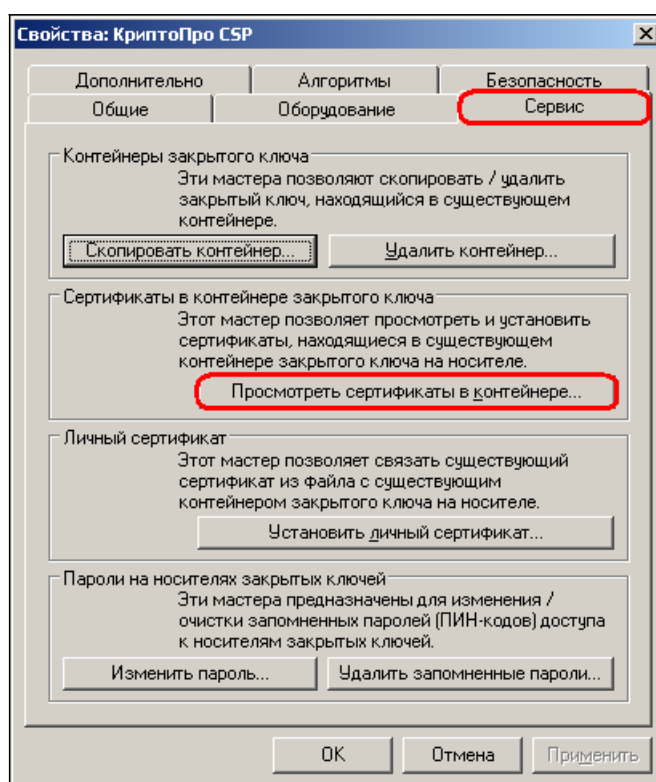 Свойства: КриптоПро CSP
Дополнительно Алгоритмы Безопасность
Общие Оборудование Сервис
Контейнеры закрытого ключа
Эти мастера позволяют скопировать / удалить
закрытый ключ, находящийся в существующем
контейнере.
Скопировать контейнер... Удалить контейнер...
Сертификаты в контейнере закрытого ключа
Этот мастер позволяет просмотреть и установить
сертификаты, находящиеся в существующем
контейнере закрытого ключа на носителе.
Просмотреть сертификаты в контейнере...
Личный сертификат
Этот мастер позволяет связать существующий
сертификат из файла с существующим
контейнером закрытого ключа на носителе.
Установить личный сертификат...
Пароли на носителях закрытых ключей
Эти мастера предназначены для изменения /
очистки запомненных паролей (ПИН-кодов) доступа
к носителям закрытых ключей.
Изменить пароль... Удалить запомненные пароли...
OK Отмена Применить